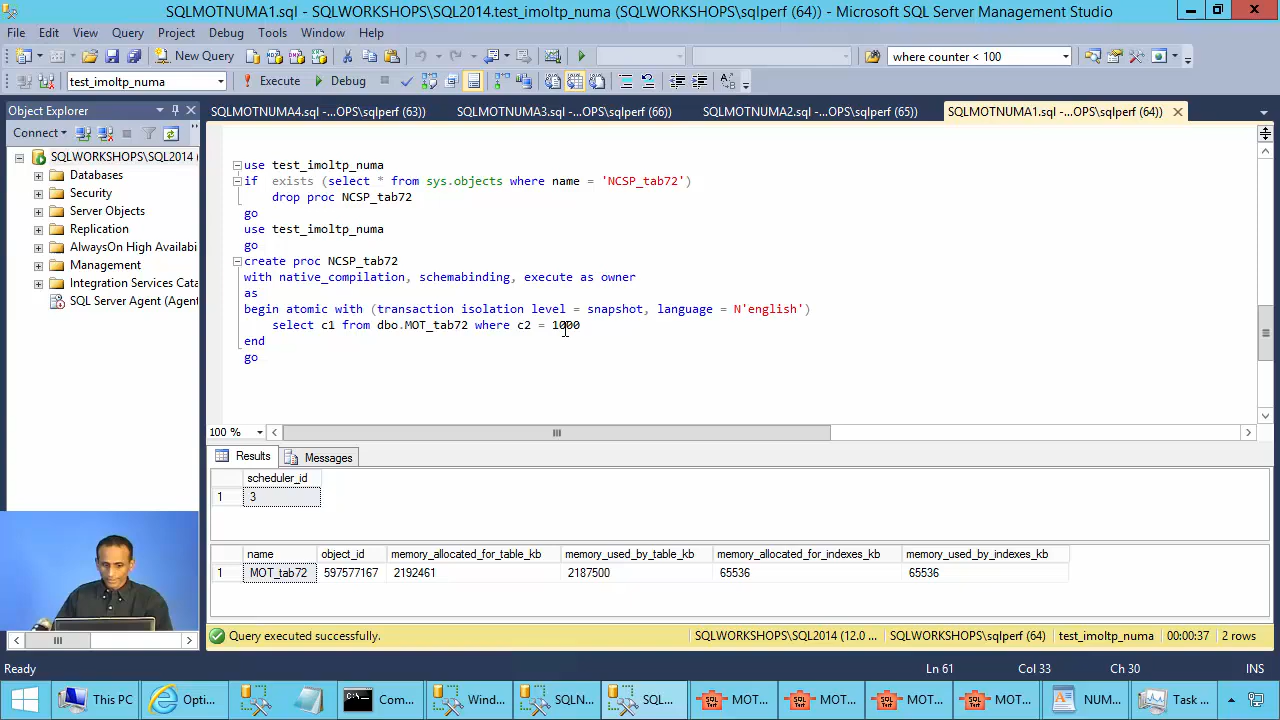 SQLMOTNUMA1.sql - SQLWORKSHOPS\SQL2014.test_imoltp_numa (SQLWORKSHOPS\sqlperf (64)) - Microsoft SQL Server Management Studio
File Edit View Query Project Debug Tools Window Help
New Query where counter < 100
test_imoltp_numa Execute Debug
Object Explorer SQLMOTNUMA4.sql -...OPS\sqlperf (63)) SQLMOTNUMA3.sql -...OPS\sqlperf (66)) SQLMOTNUMA2.sql -...OPS\sqlperf (65)) SQLMOTNUMA1.sql -...OPS\sqlperf (64))
Connect
SQLWORKSHOPS\SQL2014 (
Databases
Security
Server Objects
Replication
AlwaysOn High Availabi
Management
Integration Services Cata
SQL Server Agent (Agen
use test_imoltp_numa
if exists (select * from sys.objects where name = 'NCSP_tab72')
drop proc NCSP_tab72
go
use test_imoltp_numa
go
create proc NCSP_tab72
with native_compilation, schemabinding, execute as owner
as
begin atomic with (transaction isolation level = snapshot, language = N'english')
select c1 from dbo.MOT_tab72 where c2 = 1000
end
go
100 %
Results Messages
scheduler_id
1 3
name object_id memory_allocated_for_table_kb memory_used_by_table_kb memory_allocated_for_indexes_kb memory_used_by_indexes_kb
1 MOT_tab72 597577167 2192461 2187500 65536 65536
Query executed successfully. SQLWORKSHOPS\SQL2014 (12.0 ... SQLWORKSHOPS\sqlperf (64) test_imoltp_numa 00:00:37 2 rows
Ready Ln 61 Col 33 Ch 30 INS
This PC Opti... Com... Wind... SQLN... SQL... MOT... MOT... MOT... MOT... NUM... Task ...